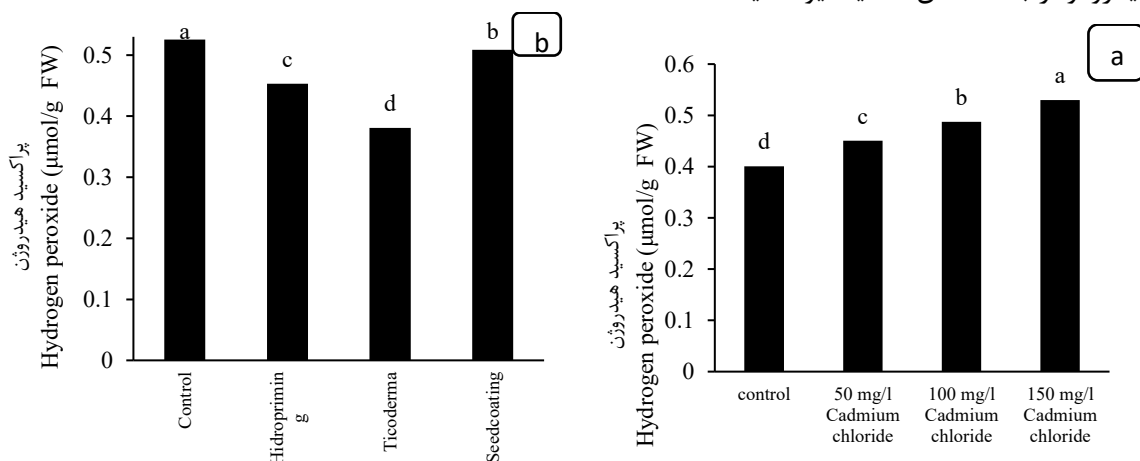 b
پراکسید هیدروژن
Hydrogen peroxide (µmol/g FW)
0.5
0.4
0.3
0.2
0.1
0
a
c
d
b
Control
Hidroprimin
g
Ticoderma
Seedcoating
a
پراکسید هیدروژن
Hydrogen peroxide (µmol/g FW)
0.6
0.5
0.4
0.3
0.2
0.1
0
d
c
b
a
control
50 mg/l
Cadmium
chloride
100 mg/l
Cadmium
chloride
150 mg/l
Cadmium
chloride